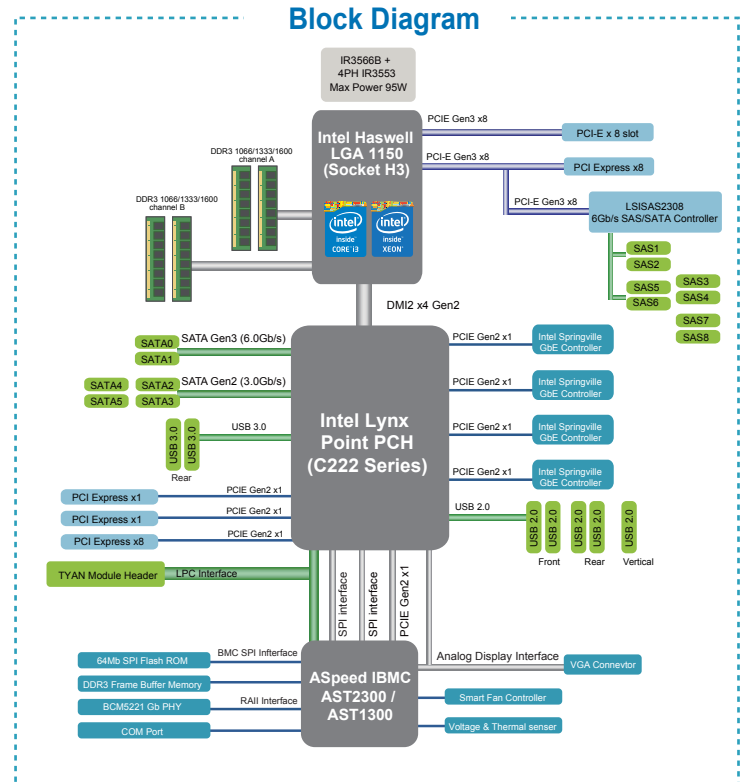 Block Diagram
IR3566B +
4PH IR3553
Max Power 95W
Intel Haswell
LGA 1150
(Socket H3)
PCIE Gen3 x8
PCI-E x 8 slot
PCI-E Gen3 x8
PCI Express x8
PCI-E Gen3 x8
LSISAS2308
6Gb/s SAS/SATA Controller
DDR3 1066/1333/1600
channel A
DDR3 1066/1333/1600
channel B
intel
inside
CORE i3
intel
inside
XEON
SAS1
SAS2
SAS5
SAS6
SAS3
SAS4
SAS7
SAS8
DMI2 x4 Gen2
SATA Gen3 (6.0Gb/s)
SATA0
SATA1
SATA Gen2 (3.0Gb/s)
SATA4
SATA2
SATA5
SATA3
USB 3.0
USB 3.0
USB 3.0
Rear
Intel Lynx
Point PCH
(C222 Series)
PCIE Gen2 x1
Intel Springville
GbE Controller
PCIE Gen2 x1
Intel Springville
GbE Controller
PCIE Gen2 x1
Intel Springville
GbE Controller
PCIE Gen2 x1
Intel Springville
GbE Controller
PCI Express x1
PCIE Gen2 x1
PCI Express x1
PCIE Gen2 x1
PCI Express x8
PCIE Gen2 x1
USB 2.0
USB 2.0
USB 2.0
USB 2.0
USB 2.0
USB 2.0
Front
Rear
Vertical
TYAN Module Header
LPC Interface
SPI interface
SPI interface
PCIE Gen2 x1
BMC SPI Infterface
64Mb SPI Flash ROM
DDR3 Frame Buffer Memory
RAII Interface
BCM5221 Gb PHY
COM Port
ASpeed IBMC
AST2300 /
AST1300
Analog Display Interface
VGA Connevtor
Smart Fan Controller
Voltage & Thermal senser